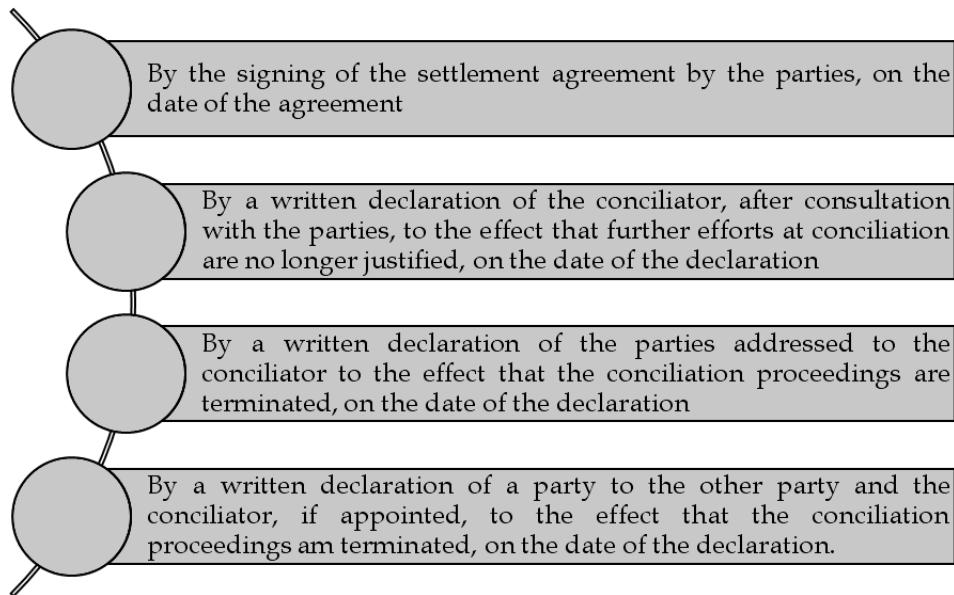 By the signing of the settlement agreement by the parties, on the
date of the agreement
By a written declaration of the conciliator, after consultation
with the parties, to the effect that further efforts at conciliation
are no longer justified, on the date of the declaration
By a written declaration of the parties addressed to the
conciliator to the effect that the conciliation proceedings are
terminated, on the date of the declaration
By a written declaration of a party to the other party and the
conciliator, if appointed, to the effect that the conciliation
proceedings am terminated, on the date of the declaration.